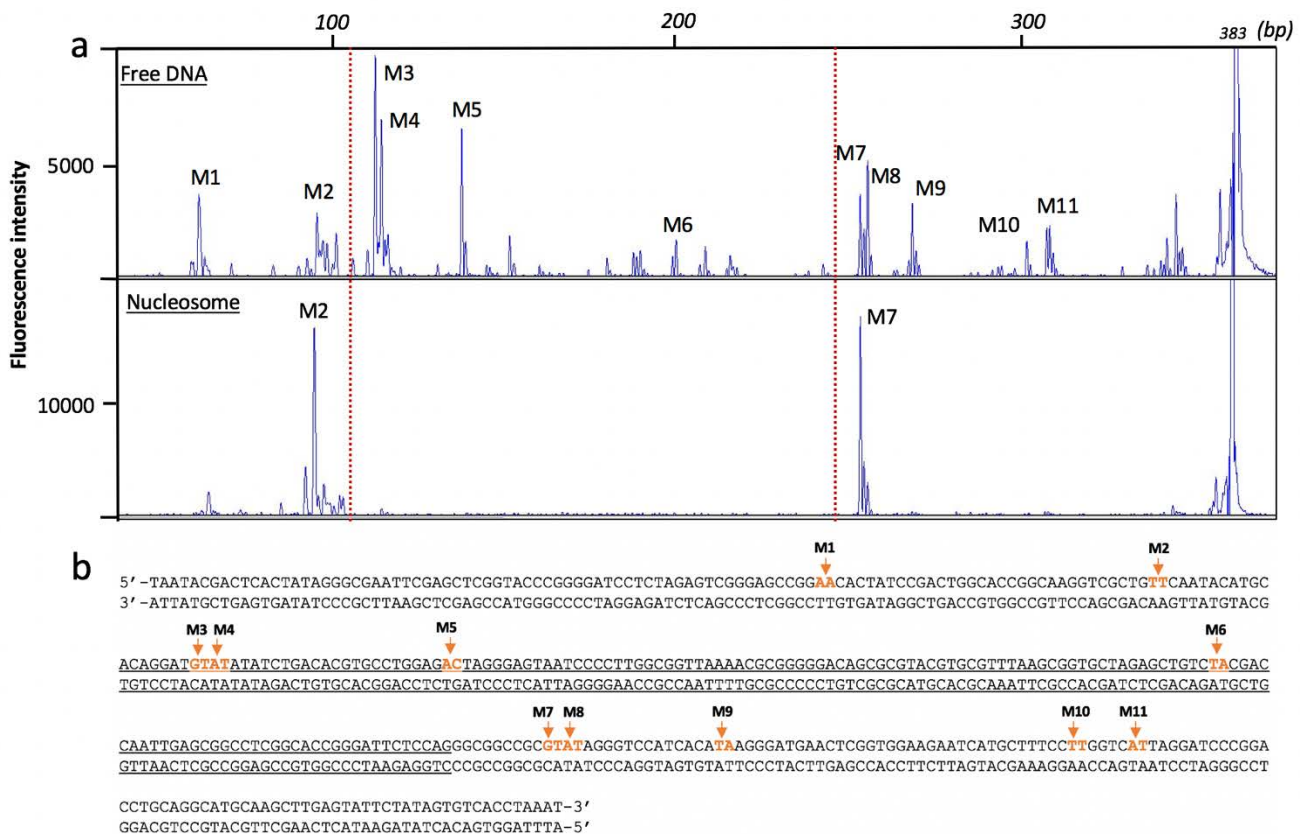 100 200 300 383 (bp)
a
Free DNA
M3
M4
M5
M1
M2
M6
M7
M8
M9
M10
M11
5000
Fluorescence intensity
Nucleosome
M2
M7
10000
b
M1 M2
5’-TAATACGACTCACTATAGGGCGAATTCGAGCTCGGTACCCGGGGATCCTCTAGAGTCGGGAGCCGGAACACTATCCGACTGGCACCGGCAAGGTCGCTGTTCAATACATGC
3’-ATTATGCTGAGTGATATCCCGCTTAAGCTCGAGCCATGGGCCCCTAGGAGATCTCAGCCCTCGGCCTTGTGATAGGCTGACCGTGGCCGTTCCAGCGACAAGTTATGTACG
M3 M4 M5 M6
ACAGGATGTATATATCTGACACGTGCCTGGAGACTAGGGAGTAATCCCCTTGGCGGTTAAAACGCGGGGGACAGCGCGTACGTGCGTTTAAGCGGTGCTAGAGCTGTCTACGAC
TGTCCTACATATATAGACTGTGCACGGACCTCTGATCCCTCATTAGGGGAACCGCCAATTTTGCGCCCCCTGTCGCGCATGCACGCAAATTCGCCACGATCTCGACAGATGCTG
M7 M8 M9 M10 M11
CAATTGAGCGGCCTCGGCACCGGGATTCTCCAGGGCGGCCGCGTATAGGGTCCATCACATAAGGGATGAACTCGGTGGAAGAATCATGCTTTCCTTGGTCATTAGGATCCCGGA
GTTAACTCGCCGGAGCCGTGGCCCTAAGAGGTCCCGCCGGCGCATATCCCAGGTAGTGTATTCCCTACTTGAGCCACCTTCTTAGTACGAAAGGAACCAGTAATCCTAGGGCCT
CCTGCAGGCATGCAAGCTTGAGTATTCTATAGTGTCACCTAAAT-3’
GGACGTCCGTACGTTCGAACTCATAAGATATCACAGTGGATTTA-5’